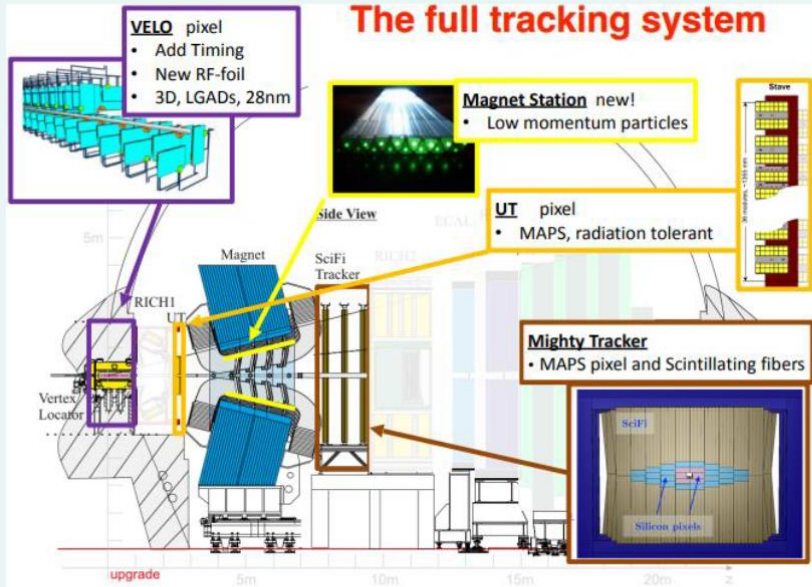 The full tracking system
VELO pixel
• Add Timing
• New RF-foil
• 3D, LGADs, 28nm
Magnet Station new!
• Low momentum particles
Stave
UT pixel
• MAPS, radiation tolerant
Side View
ECAL
5m
Magnet
SciFi
Tracker
RICH2
RICH1
UT
Mighty Tracker
• MAPS pixel and Scintillating fibers
Vertex
Locator
SciFi
Silicon pixels
upgrade
5m
10m
15m
20m
z